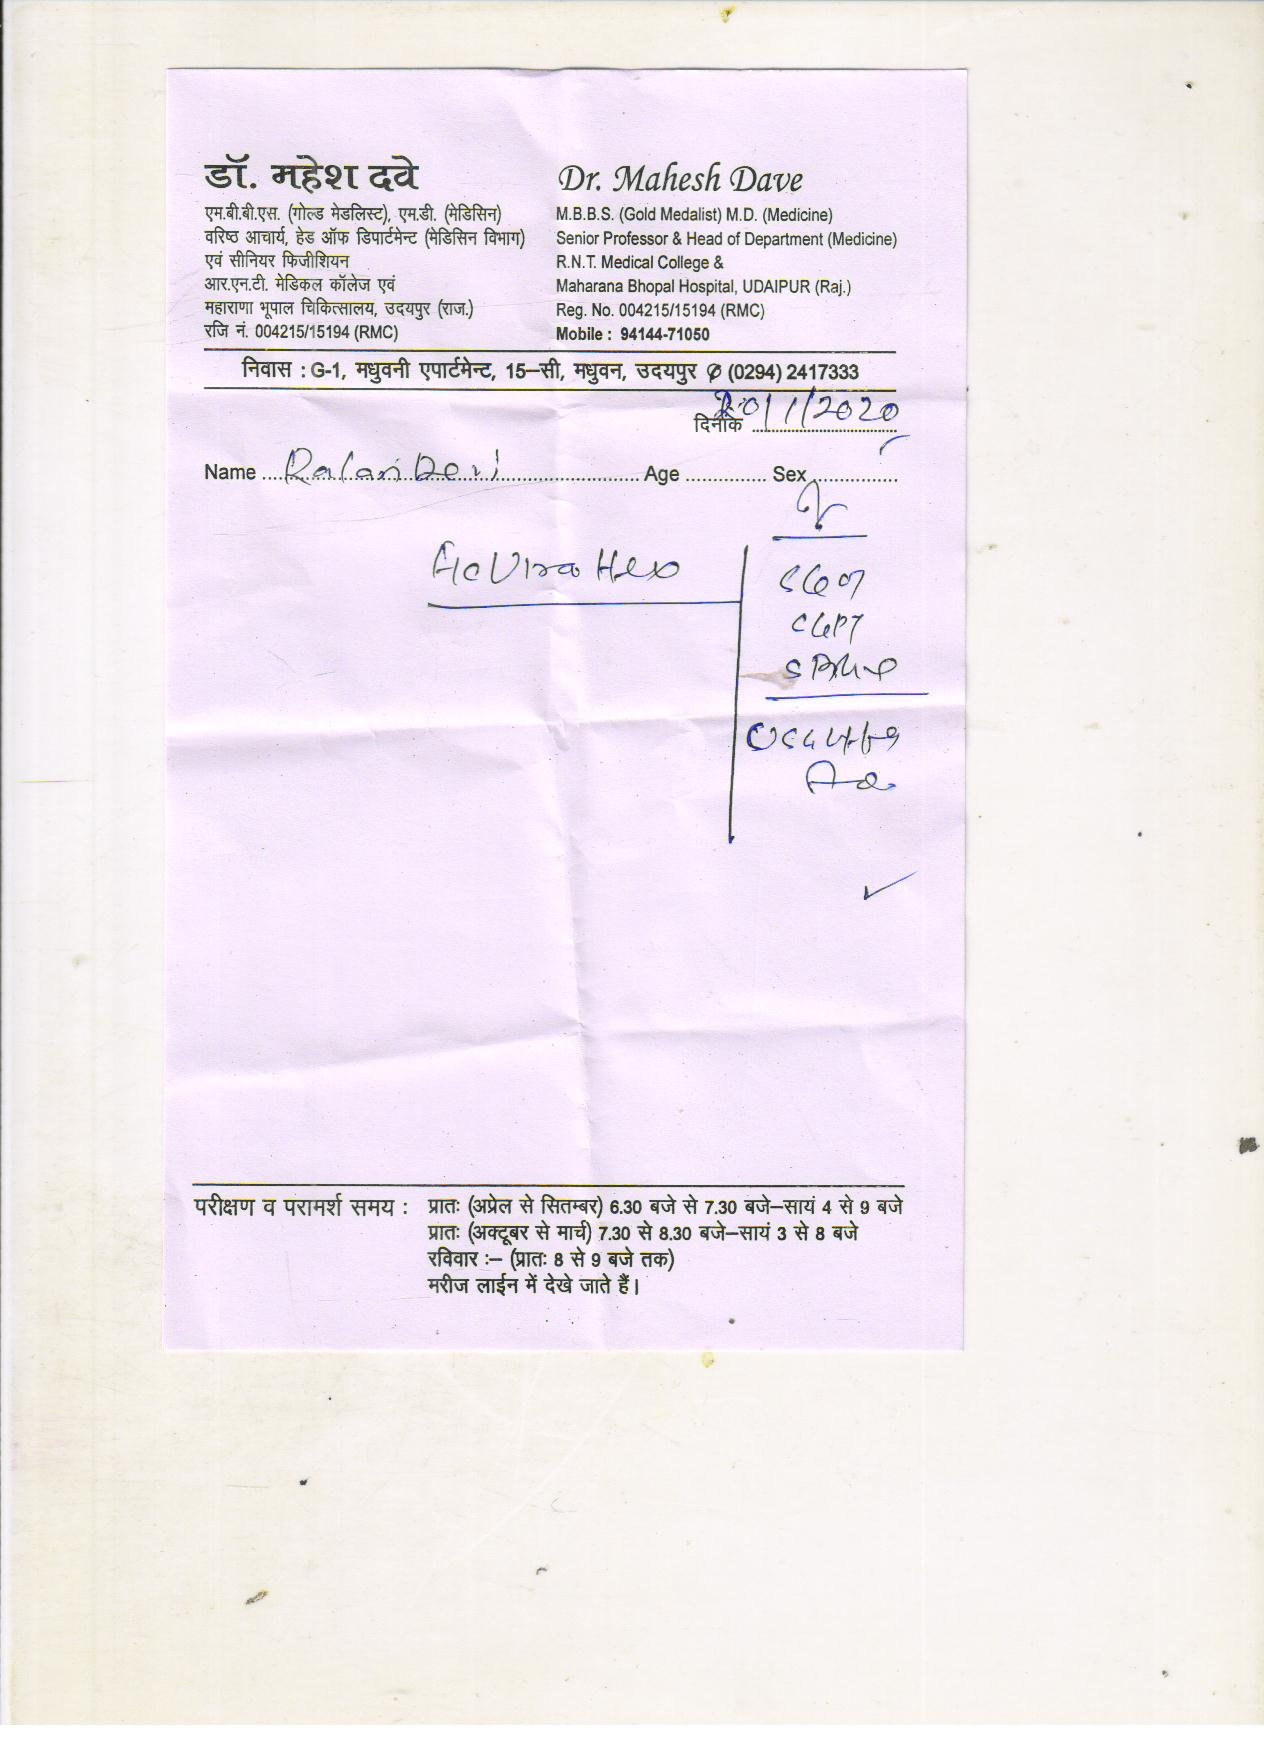 डॉ. महेश दवे
एम.बी.बी.एस. (गोल्ड मेडलिस्ट), एम.डी. (मेडिसिन)
वरिष्ठ आचार्य, हेड ऑफ डिपार्टमेन्ट (मेडिसिन विभाग)
एवं सीनियर फिजीशियन
आर.एन.टी. मेडिकल कॉलेज एवं
महाराणा भूपाल चिकित्सालय, उदयपुर (राज.)
रजि नं. 004215/15194 (RMC)
Dr. Mahesh Dave
M.B.B.S. (Gold Medalist) M.D. (Medicine)
Senior Professor & Head of Department (Medicine)
R.N.T. Medical College &
Maharana Bhopal Hospital, UDAIPUR (Raj.)
Reg. No. 004215/15194 (RMC)
Mobile : 94144-71050
निवास : G-1, मधुवनी एपार्टमेन्ट, 15–सी, मधुवन, उदयपुर ✆ (0294) 2417333
दिनांक 20/1/2020
Name Age Sex
SGOT
SGPT
परीक्षण व परामर्श समय : प्रातः (अप्रेल से सितम्बर) 6.30 बजे से 7.30 बजे–सायं 4 से 9 बजे
प्रातः (अक्टूबर से मार्च) 7.30 से 8.30 बजे–सायं 3 से 8 बजे
रविवार :– (प्रातः 8 से 9 बजे तक)
मरीज लाईन में देखे जाते हैं।